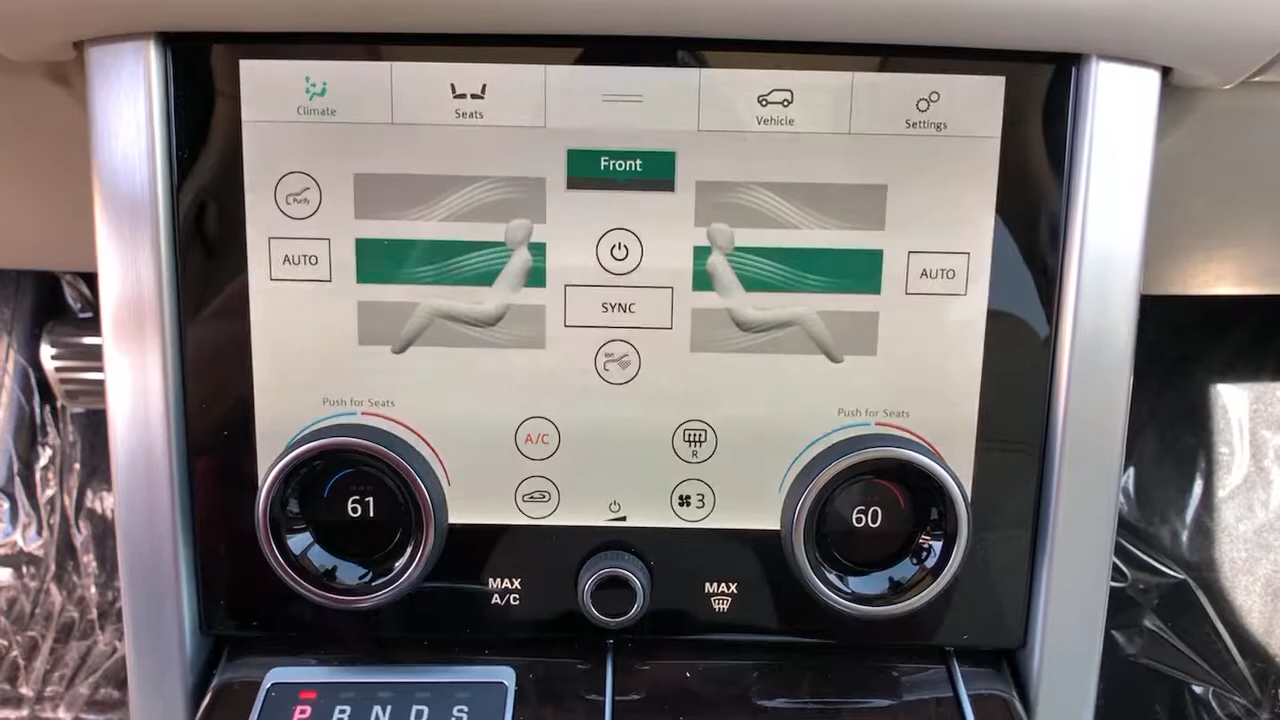 Climate
Seats
Vehicle
Settings
Front
Purify
AUTO
AUTO
SYNC
Ion
Push for Seats
Push for Seats
A/C
R
61
3
60
MAX
A/C
MAX
P R N D S